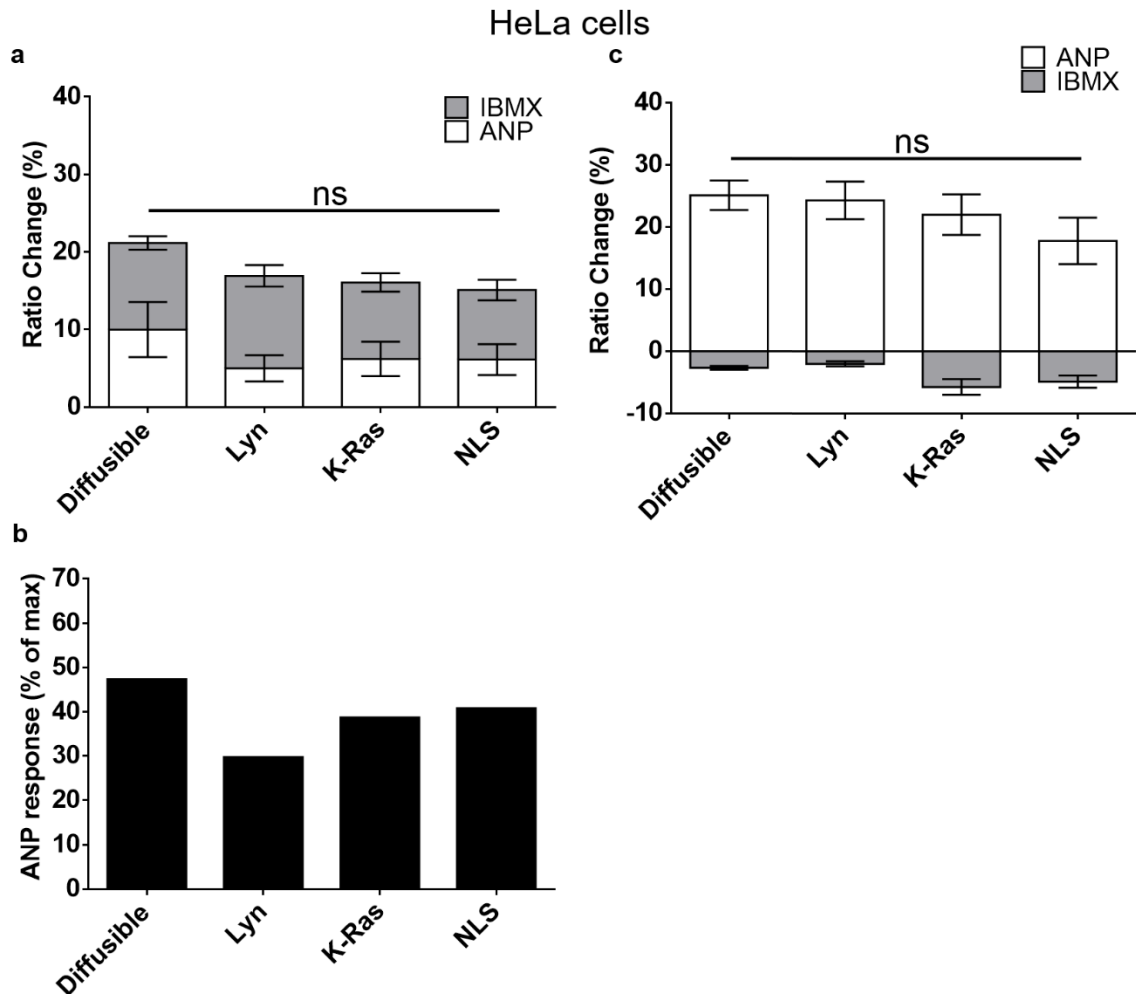 HeLa cells
a
IBMX
ANP
Ratio Change (%)
40
30
20
10
0
ns
Diffusible
Lyn
K-Ras
NLS
c
ANP
IBMX
Ratio Change (%)
40
30
20
10
0
-10
ns
Diffusible
Lyn
K-Ras
NLS
b
ANP response (% of max)
70
60
50
40
30
20
10
0
Diffusible
Lyn
K-Ras
NLS